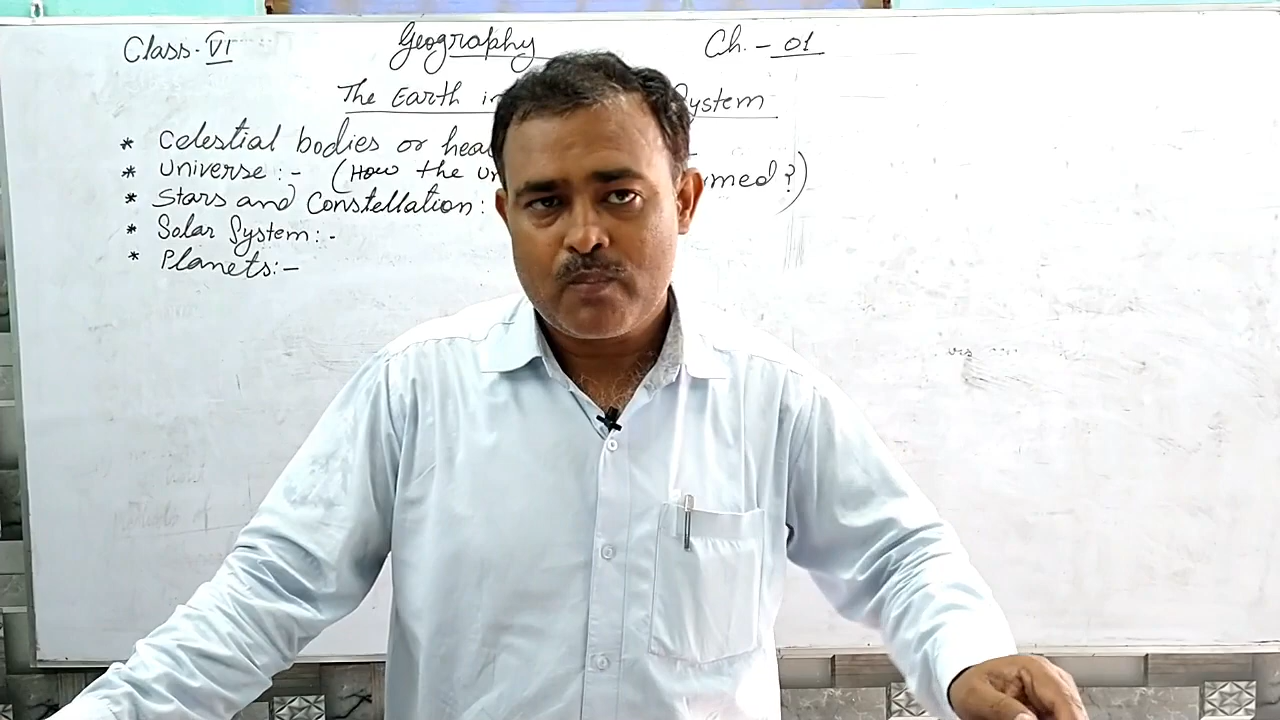 Class - VI Geography Ch. - 01
The Earth in System
* Celestial bodies or
* Universe :- (How the
* Stars and Constellation :
* Solar System :-
* Planets :-